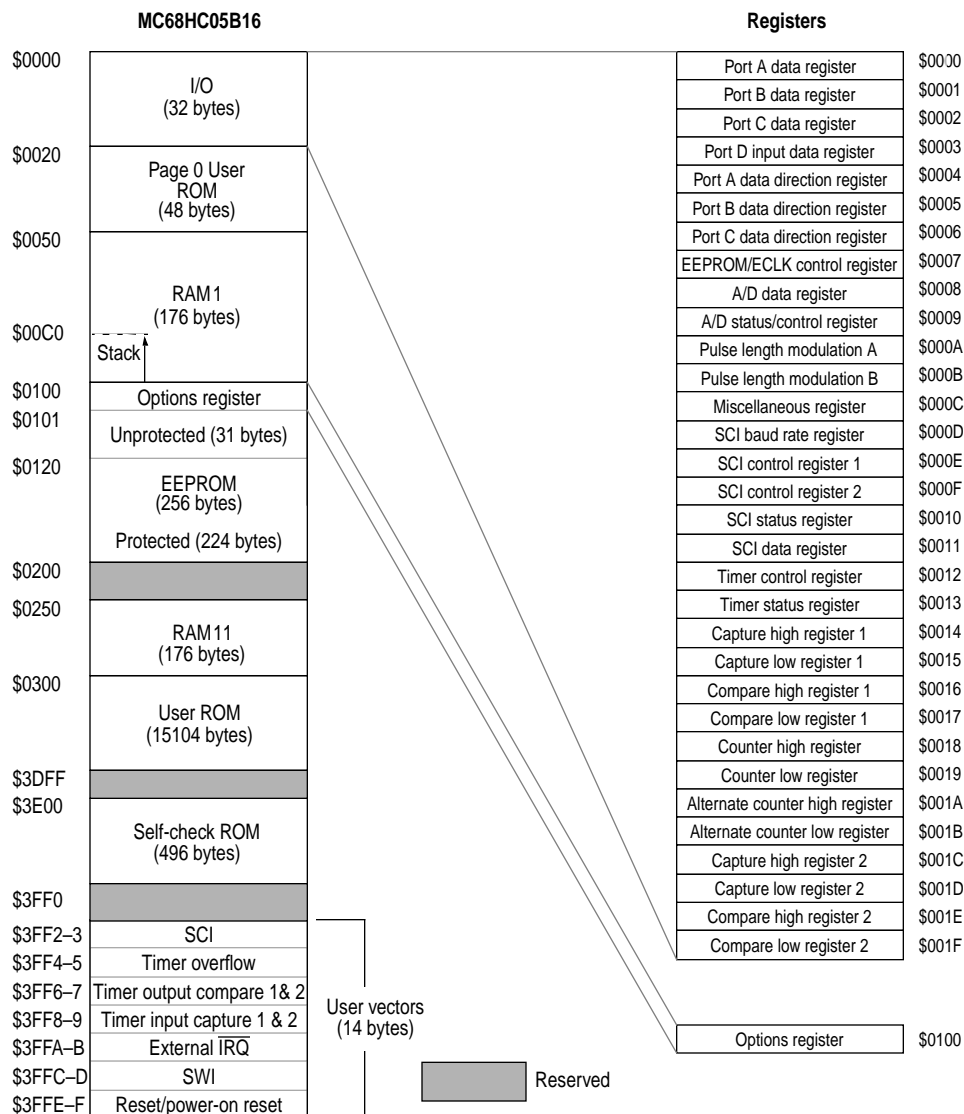 MC68HC05B16
$0000
I/O
(32 bytes)
$0020
Page 0 User
ROM
(48 bytes)
$0050
RAM1
(176 bytes)
$00C0
Stack
$0100
Options register
$0101
Unprotected (31 bytes)
$0120
EEPROM
(256 bytes)
Protected (224 bytes)
$0200
$0250
RAM11
(176 bytes)
$0300
User ROM
(15104 bytes)
$3DFF
$3E00
Self-check ROM
(496 bytes)
$3FF0
$3FF2–3 SCI
$3FF4–5 Timer overflow
$3FF6–7 Timer output compare 1& 2
$3FF8–9 Timer input capture 1 & 2
$3FFA–B External IRQ
$3FFC–D SWI
$3FFE–F Reset/power-on reset
User vectors
(14 bytes)
Reserved
Registers
Port A data register $0000
Port B data register $0001
Port C data register $0002
Port D input data register $0003
Port A data direction register $0004
Port B data direction register $0005
Port C data direction register $0006
EEPROM/ECLK control register $0007
A/D data register $0008
A/D status/control register $0009
Pulse length modulation A $000A
Pulse length modulation B $000B
Miscellaneous register $000C
SCI baud rate register $000D
SCI control register 1 $000E
SCI control register 2 $000F
SCI status register $0010
SCI data register $0011
Timer control register $0012
Timer status register $0013
Capture high register 1 $0014
Capture low register 1 $0015
Compare high register 1 $0016
Compare low register 1 $0017
Counter high register $0018
Counter low register $0019
Alternate counter high register $001A
Alternate counter low register $001B
Capture high register 2 $001C
Capture low register 2 $001D
Compare high register 2 $001E
Compare low register 2 $001F
Options register $0100